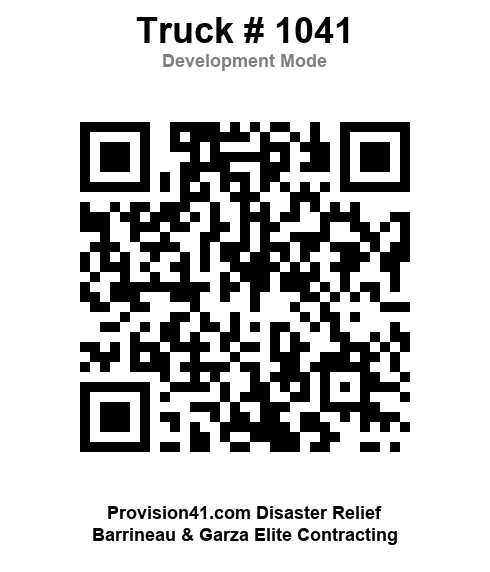 Truck # 1041
Development Mode
Provision41.com Disaster Relief
Barrineau & Garza Elite Contracting